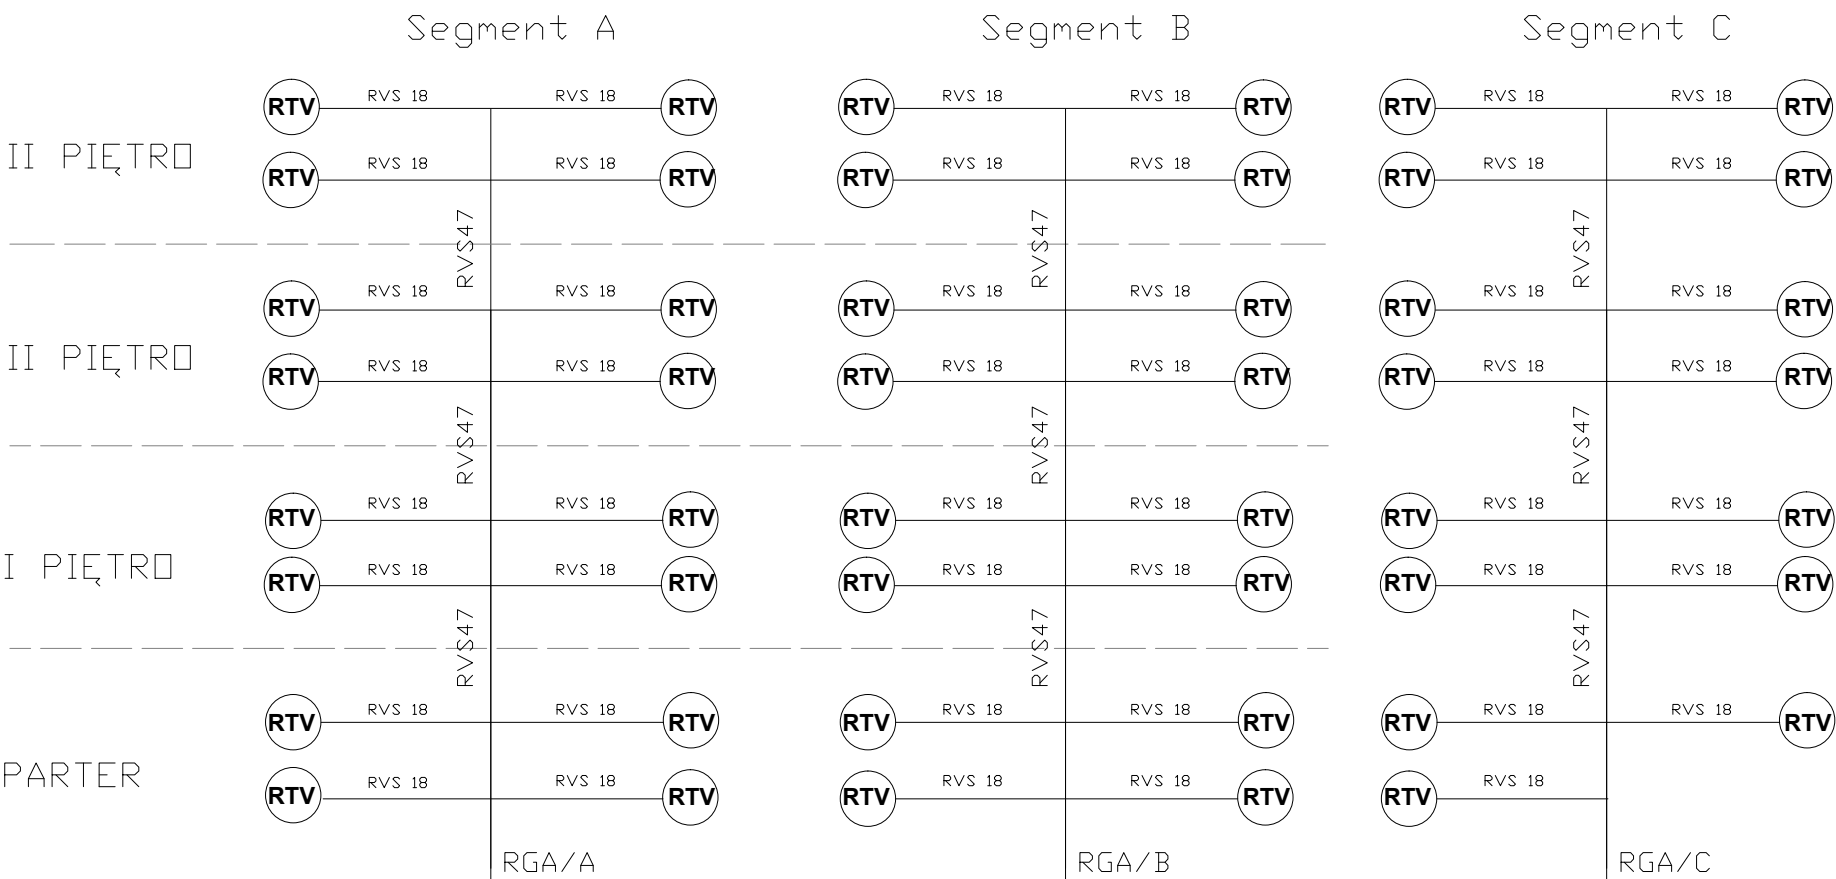 Segment A Segment B Segment C
RVS 18 RVS 18 RVS 18 RVS 18 RVS 18 RVS 18
RTV RTV RTV RTV RTV RTV
II PIĘTRO
RVS 18 RVS 18 RVS 18 RVS 18 RVS 18 RVS 18
RTV RTV RTV RTV RTV RTV
RVS47 RVS47 RVS47
RVS 18 RVS 18 RVS 18 RVS 18 RVS 18 RVS 18
RTV RTV RTV RTV RTV RTV
II PIĘTRO
RVS 18 RVS 18 RVS 18 RVS 18 RVS 18 RVS 18
RTV RTV RTV RTV RTV RTV
RVS47 RVS47 RVS47
RVS 18 RVS 18 RVS 18 RVS 18 RVS 18 RVS 18
RTV RTV RTV RTV RTV RTV
I PIĘTRO
RVS 18 RVS 18 RVS 18 RVS 18 RVS 18 RVS 18
RTV RTV RTV RTV RTV RTV
RVS47 RVS47 RVS47
RVS 18 RVS 18 RVS 18 RVS 18 RVS 18 RVS 18
RTV RTV RTV RTV RTV RTV
PARTER
RVS 18 RVS 18 RVS 18 RVS 18 RVS 18
RTV RTV RTV RTV RTV
RGA/A RGA/B RGA/C